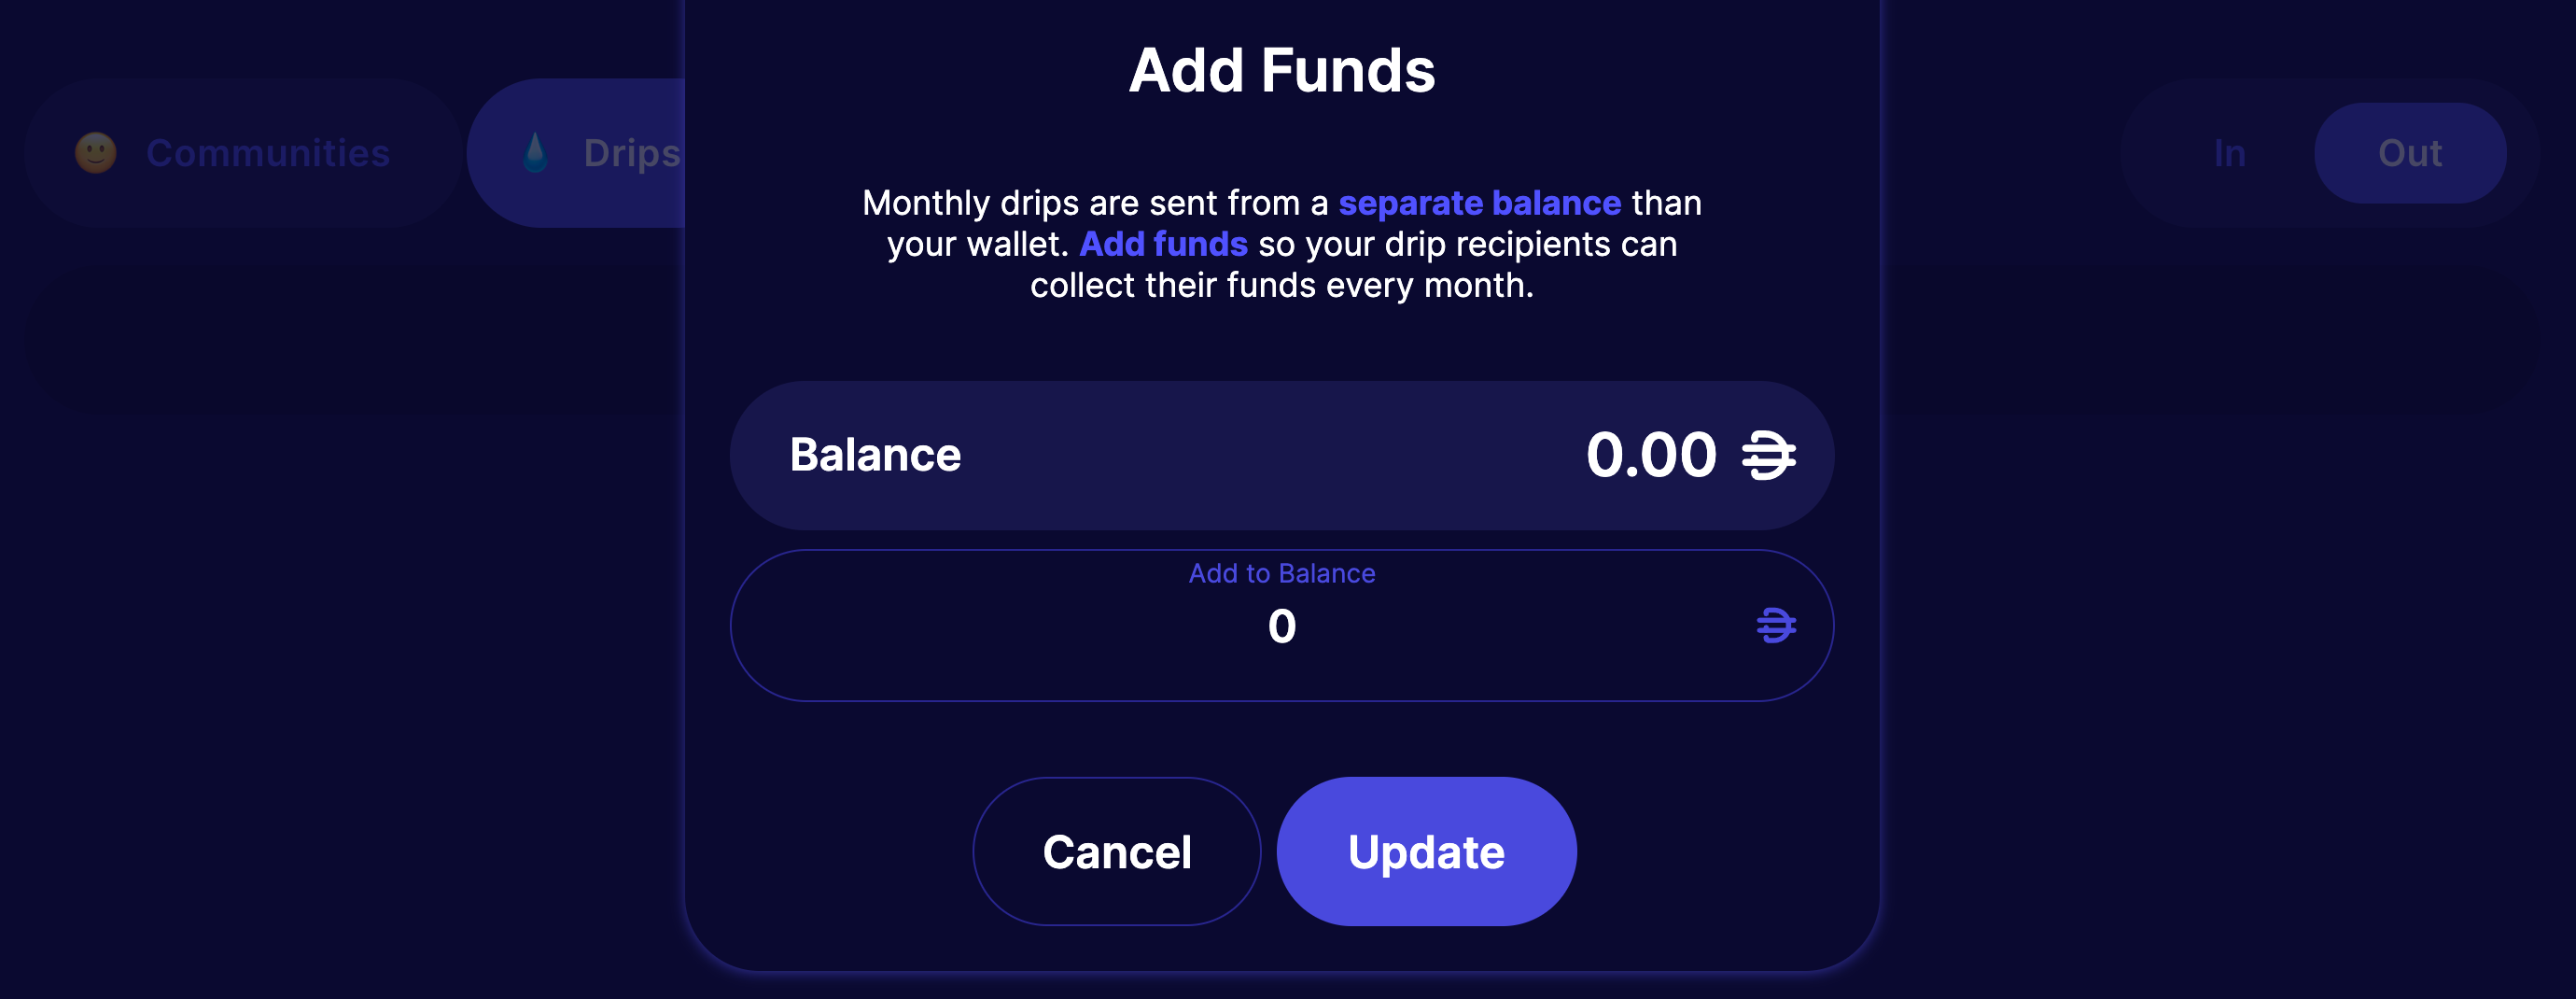 Add Funds
Communities
Drips
In
Out
Monthly drips are sent from a separate balance than
your wallet. Add funds so your drip recipients can
collect their funds every month.
Balance
0.00
Add to Balance
0
Cancel
Update